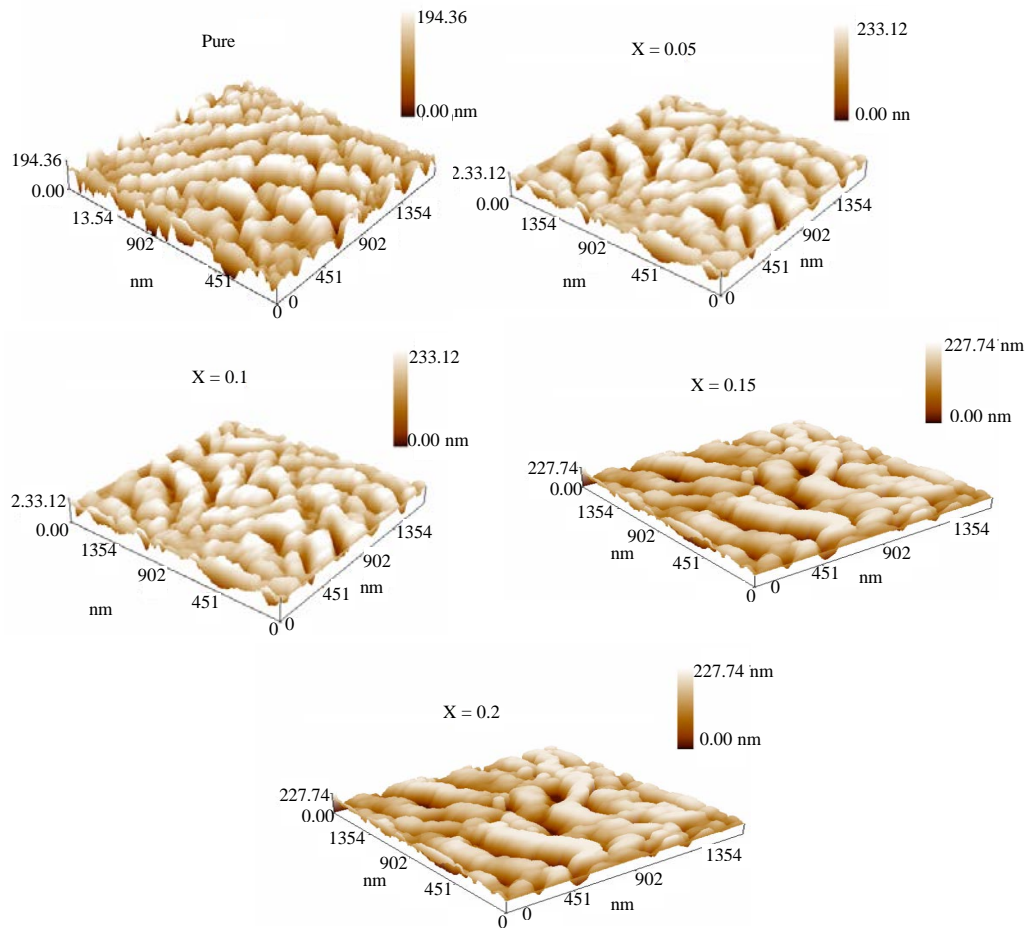 Pure
194.36
0.00 nm
194.36
0.00
13.54
902
nm
451
0
0
451
902
1354
X = 0.05
233.12
0.00 nn
2.33.12
0.00
1354
902
nm
451
0
0
451
nm
902
1354
X = 0.1
233.12
0.00 nm
2.33.12
0.00
1354
902
nm
451
0
0
451
nm
902
1354
X = 0.15
227.74 nm
0.00 nm
227.74
0.00
1354
902
nm
451
0
0
451
nm
902
1354
X = 0.2
227.74 nm
0.00 nm
227.74
0.00
1354
902
nm
451
0
0
451
nm
902
1354